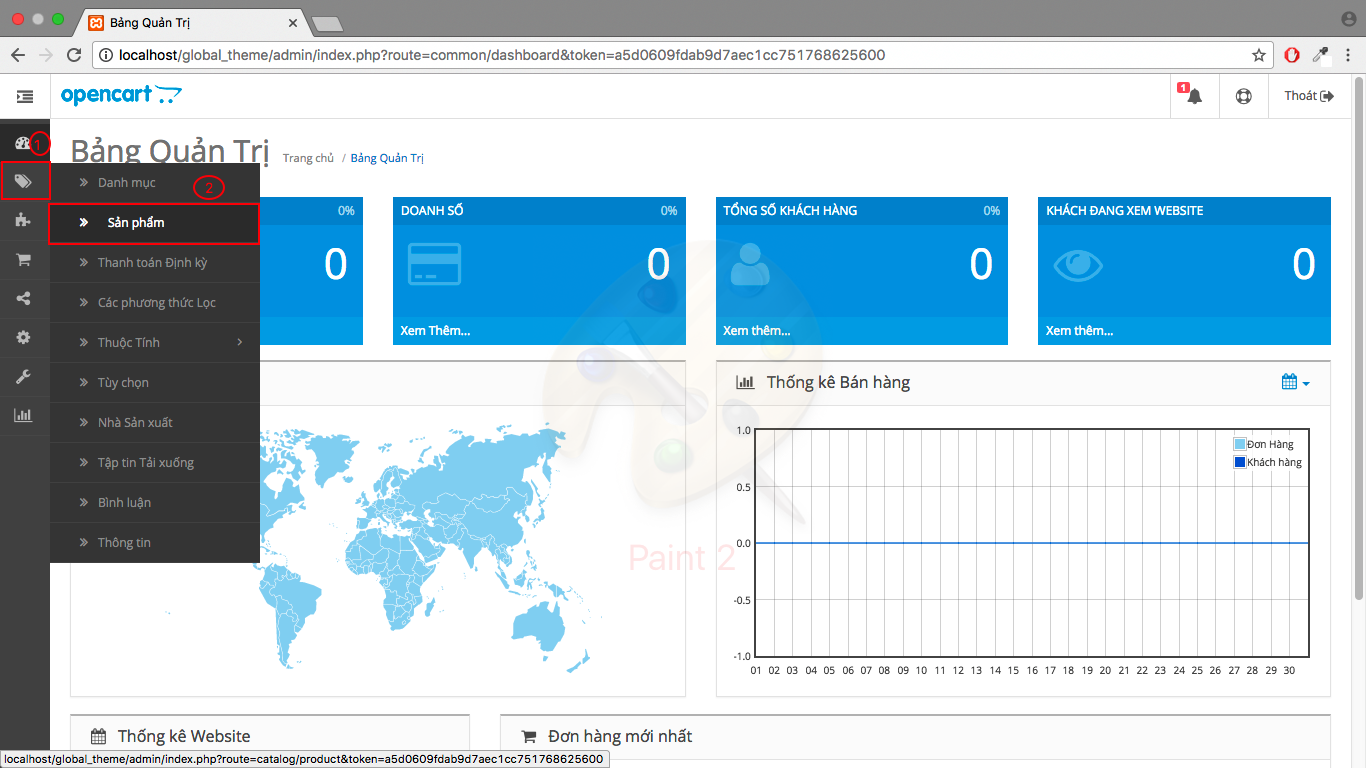 Bảng Quản Trị
localhost/global_theme/admin/index.php?route=common/dashboard&token=a5d0609fdab9d7aec1cc751768625600
opencart
1
Thoát
1
Bảng Quản Trị
Trang chủ / Bảng Quản Trị
Danh mục
2
Sản phẩm
Thanh toán Định kỳ
Các phương thức Lọc
Thuộc Tính
Tùy chọn
Nhà Sản xuất
Tập tin Tải xuống
Bình luận
Thông tin
0%
0
DOANH SỐ 0%
0
Xem Thêm...
TỔNG SỐ KHÁCH HÀNG 0%
0
Xem thêm...
KHÁCH ĐANG XEM WEBSITE
0
Xem thêm...
Thống kê Bán hàng
1.0
0.5
0.0
-0.5
-1.0
Đơn Hàng
Khách hàng
01 02 03 04 05 06 07 08 09 10 11 12 13 14 15 16 17 18 19 20 21 22 23 24 25 26 27 28 29 30
Paint 2
Thống kê Website
Đơn hàng mới nhất
localhost/global_theme/admin/index.php?route=catalog/product&token=a5d0609fdab9d7aec1cc751768625600